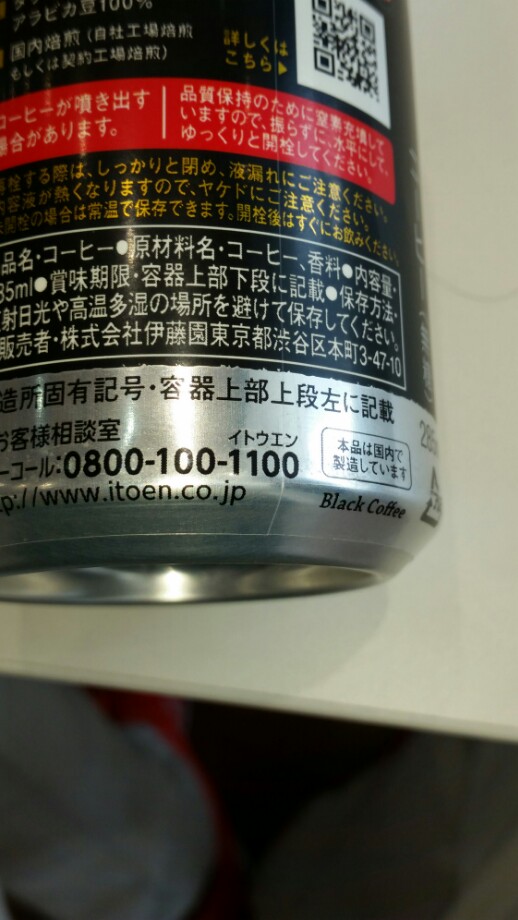 アラビカ豆100%
国内焙煎(自社工場焙煎
もしくは契約工場焙煎)
詳しくは
こちら▶
コーヒーが噴き出す
場合があります。
品質保持のために窒素充填して
いますので、振らずに、水平にして、
ゆっくりと開栓してください。
栓する際は、しっかりと閉め、液漏れにご注意ください。
内容液が熱くなりますので、ヤケドにご注意ください。
未開栓の場合は常温で保存できます。開栓後はすぐにお飲みください。
品名・コーヒー●原材料名・コーヒー、香料●内容量・
85ml●賞味期限・容器上部下段に記載●保存方法・
射日光や高温多湿の場所を避けて保存してください。
販売者・株式会社伊藤園東京都渋谷区本町3-47-10
造所固有記号・容器上部上段左に記載
お客様相談室
イトウエン
ーコール:0800-100-1100
p://www.itoen.co.jp
本品は国内で
製造しています
Black Coffee